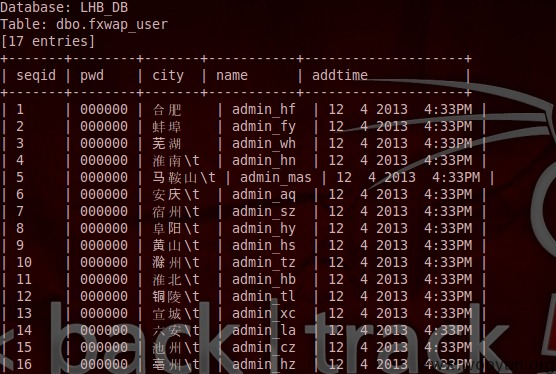 Database: LHB_DB
Table: dbo.fxwap_user
[17 entries]
+-------+--------+-------+----------+--------------------+
| seqid | pwd | city | name | addtime |
+-------+--------+-------+----------+--------------------+
| 1 | 000000 | 合肥 | admin_hf | 12 4 2013 4:33PM |
| 2 | 000000 | 蚌埠 | admin_fy | 12 4 2013 4:33PM |
| 3 | 000000 | 芜湖 | admin_wh | 12 4 2013 4:33PM |
| 4 | 000000 | 淮南\t | admin_hn | 12 4 2013 4:33PM |
| 5 | 000000 | 马鞍山\t | admin_mas | 12 4 2013 4:33PM |
| 6 | 000000 | 安庆\t | admin_aq | 12 4 2013 4:33PM |
| 7 | 000000 | 宿州\t | admin_sz | 12 4 2013 4:33PM |
| 8 | 000000 | 阜阳\t | admin_hy | 12 4 2013 4:33PM |
| 9 | 000000 | 黄山\t | admin_hs | 12 4 2013 4:33PM |
| 10 | 000000 | 滁州\t | admin_tz | 12 4 2013 4:33PM |
| 11 | 000000 | 淮北\t | admin_hb | 12 4 2013 4:33PM |
| 12 | 000000 | 铜陵\t | admin_tl | 12 4 2013 4:33PM |
| 13 | 000000 | 宣城\t | admin_xc | 12 4 2013 4:33PM |
| 14 | 000000 | 六安\t | admin_la | 12 4 2013 4:33PM |
| 15 | 000000 | 池州\t | admin_cz | 12 4 2013 4:33PM |
| 16 | 000000 | 亳州\t | admin_hz | 12 4 2013 4:33PM |
back | track